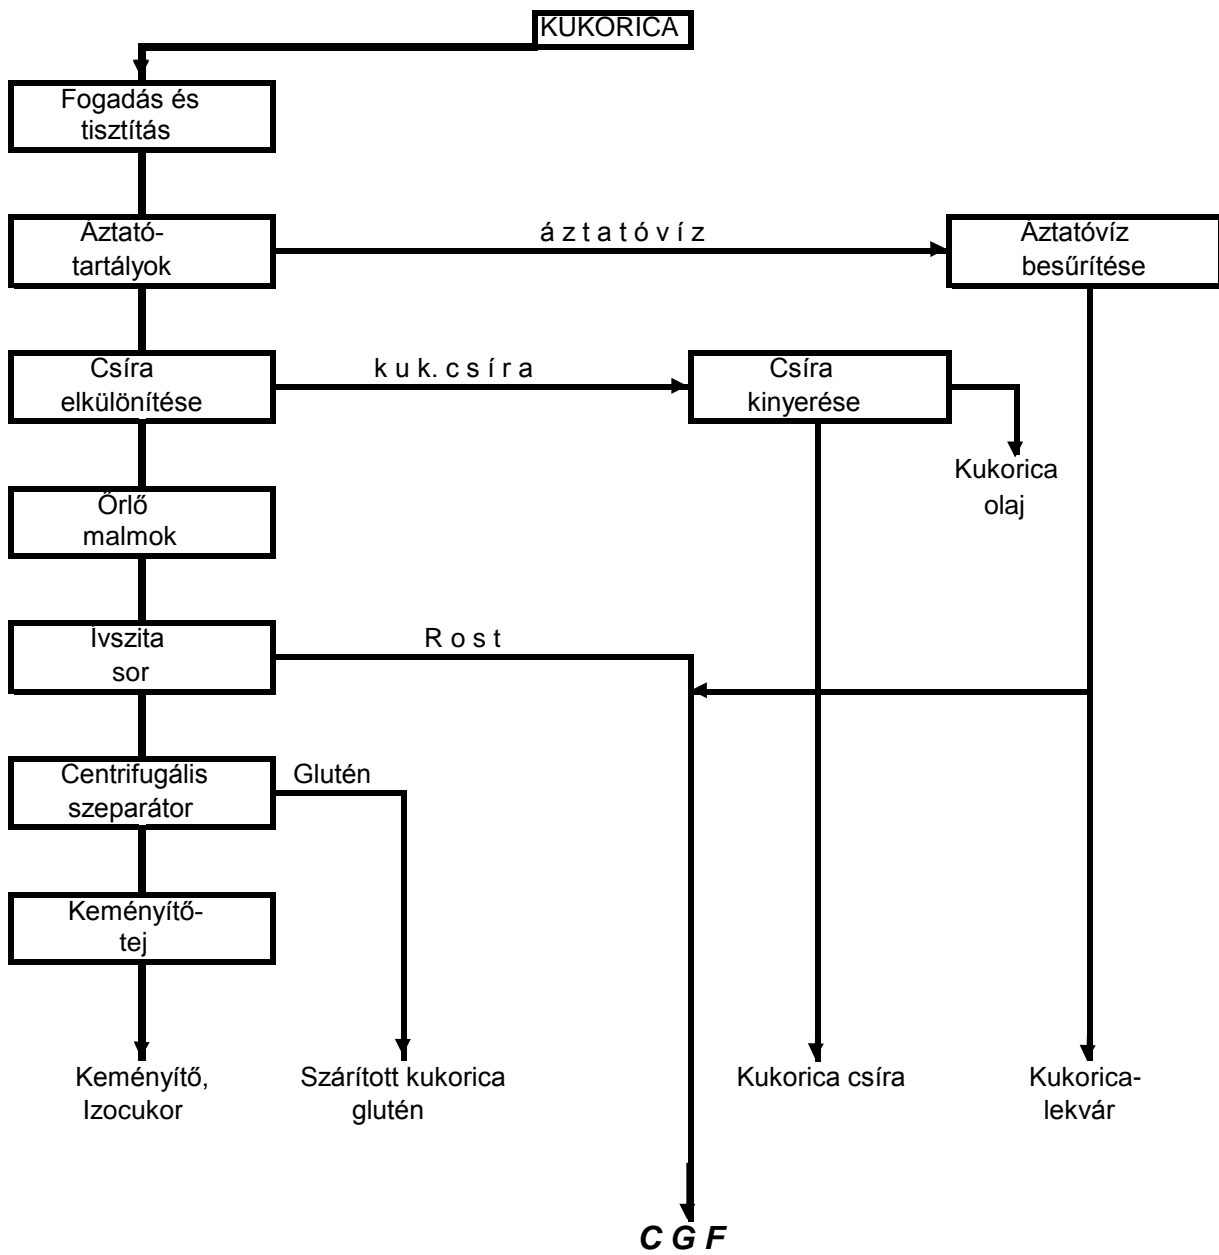 KUKORICA
Fogadás és
tisztítás
Áztató-
tartályok
á z t a t ó v í z
Áztatóvíz
besűrítése
Csíra
elkülönítése
k u k. c s í r a
Csíra
kinyerése
Kukorica
olaj
Őrlő
malmok
Ívszita
sor
R o s t
Centrifugális
szeparátor
Glutén
Keményítő-
tej
Keményítő,
Izocukor
Szárított kukorica
glutén
Kukorica csíra
Kukorica-
lekvár
C G F